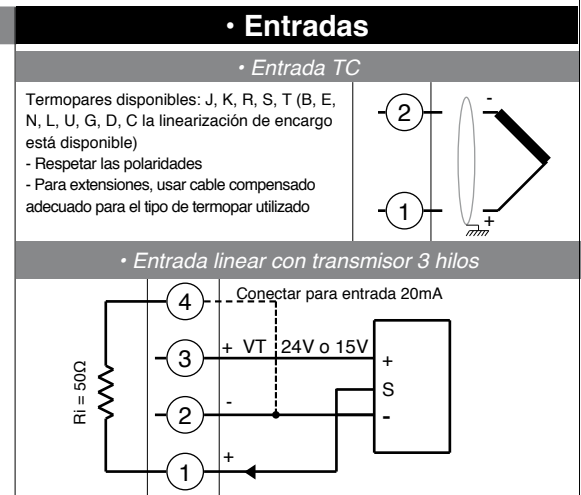 • Entradas
• Entrada TC
Termopares disponibles: J, K, R, S, T (B, E,
N, L, U, G, D, C la linearización de encargo
está disponible)
- Respetar las polaridades
- Para extensiones, usar cable compensado
adecuado para el tipo de termopar utilizado
2
-
1
+
• Entrada linear con transmisor 3 hilos
4
Conectar para entrada 20mA
3
+ VT 24V o 15V
+
S
Ri = 50Ω
2
-
-
1
+